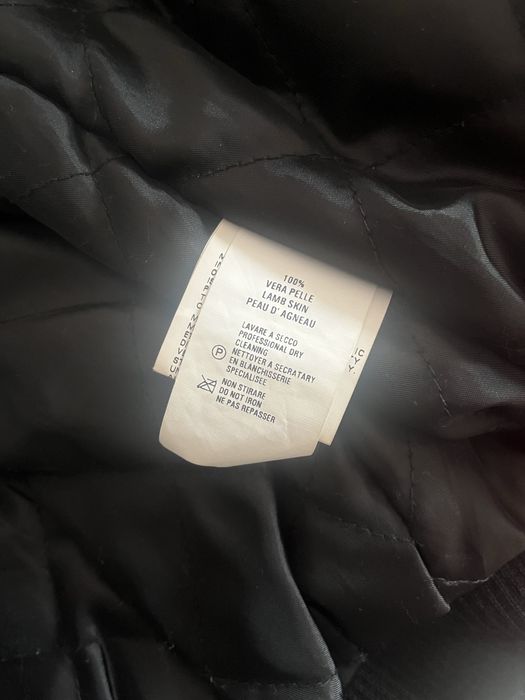 100%
VERA PELLE
LAMB SKIN
PEAU D' AGNEAU
LAVARE A SECCO
PROFESSIONAL DRY
CLEANING
P
NETTOYER A SECRATARY
EN BLANCHISSERIE
SPECIALISEE
NON STIRARE
DO NOT IRON
NE PAS REPASSER